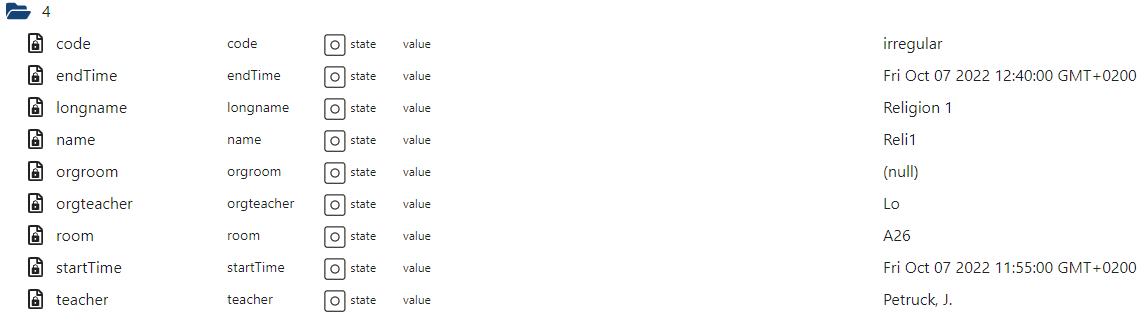 4
code code state value irregular
endTime endTime state value Fri Oct 07 2022 12:40:00 GMT+0200
longname longname state value Religion 1
name name state value Reli1
orgroom orgroom state value (null)
orgteacher orgteacher state value Lo
room room state value A26
startTime startTime state value Fri Oct 07 2022 11:55:00 GMT+0200
teacher teacher state value Petruck, J.